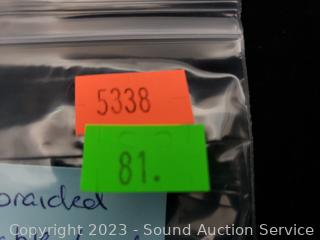 5338
81.
braided
Copyright 2023 - Sound Auction Service